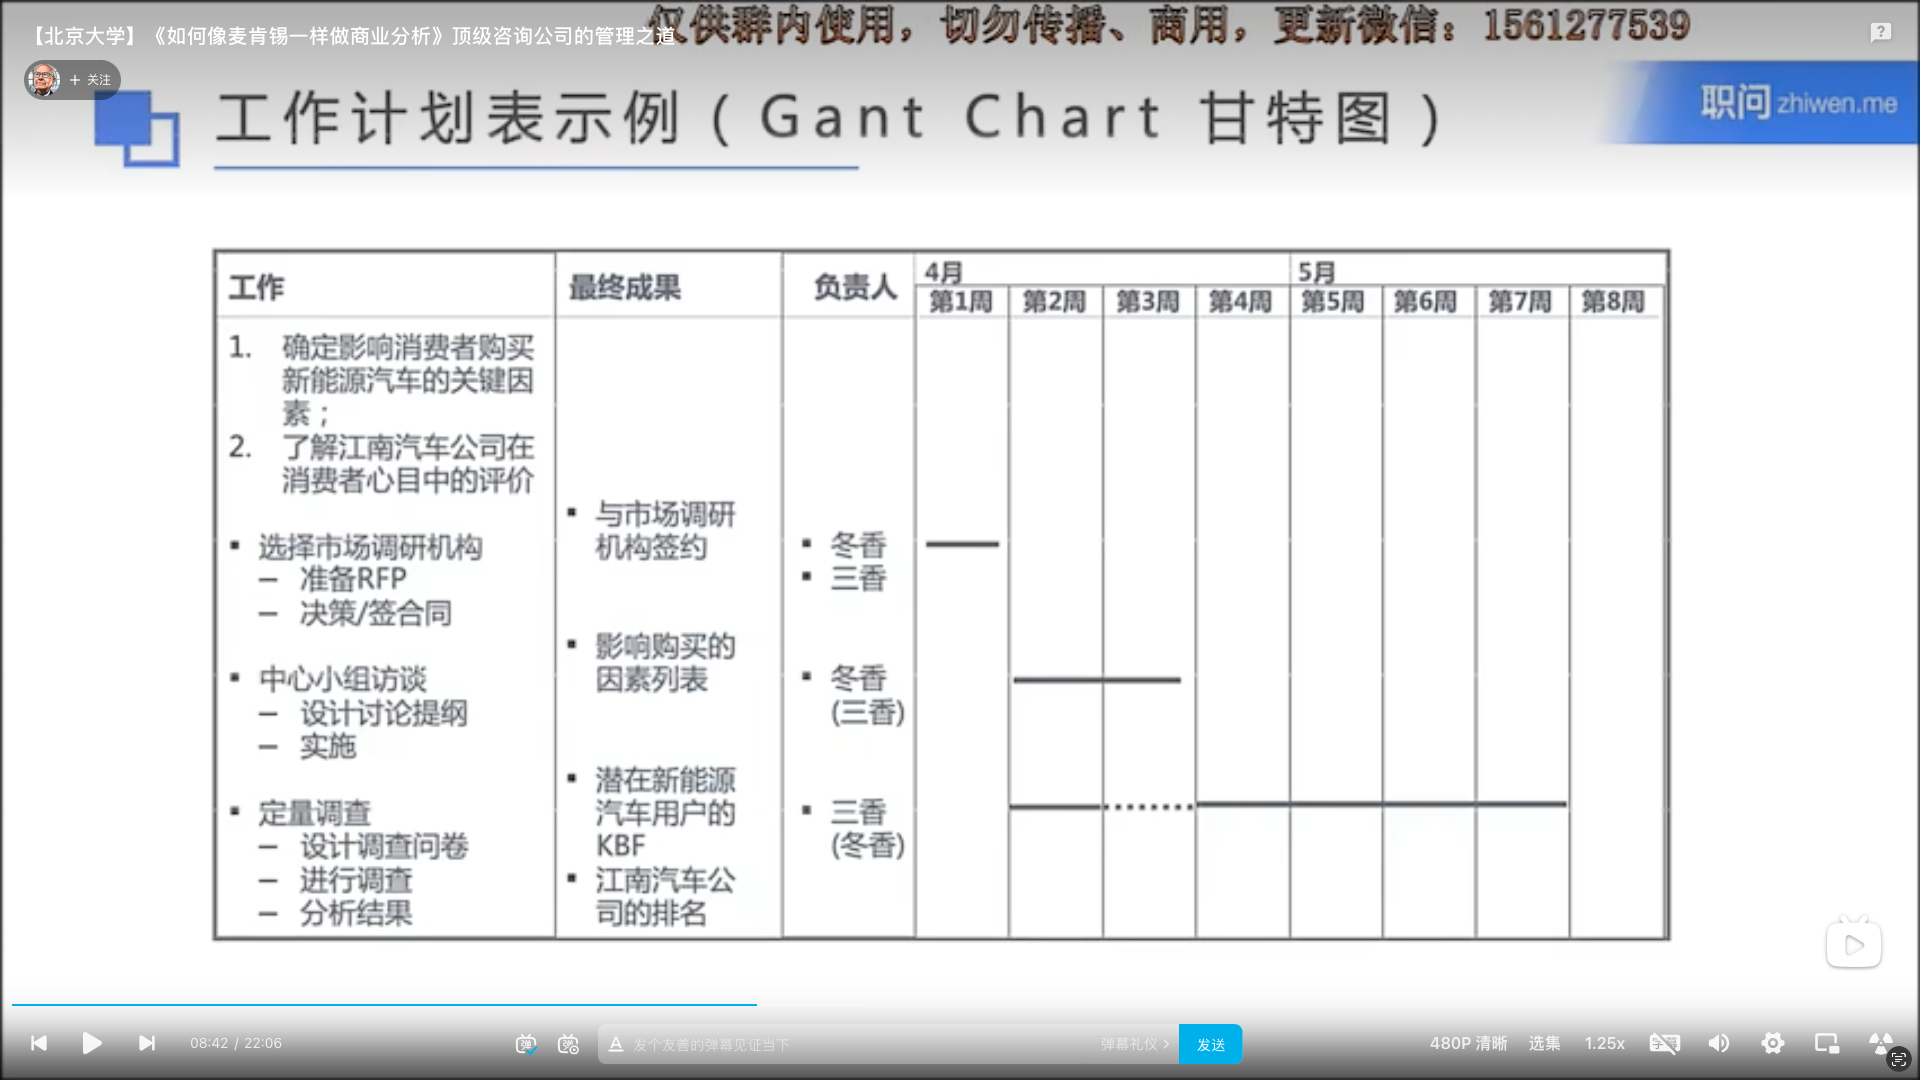 仅供群内使用，切勿传播、商用，更新微信：1561277539
【北京大学】《如何像麦肯锡一样做商业分析》顶级咨询公司的管理之道
+ 关注
工作计划表示例（Gant Chart 甘特图）
职问 zhiwen.me
工作
最终成果
负责人
4月
5月
第1周
第2周
第3周
第4周
第5周
第6周
第7周
第8周
1. 确定影响消费者购买
新能源汽车的关键因
素；
2. 了解江南汽车公司在
消费者心目中的评价
▪ 选择市场调研机构
– 准备RFP
– 决策/签合同
▪ 中心小组访谈
– 设计讨论提纲
– 实施
▪ 定量调查
– 设计调查问卷
– 进行调查
– 分析结果
▪ 与市场调研
机构签约
▪ 影响购买的
因素列表
▪ 潜在新能源
汽车用户的
KBF
▪ 江南汽车公
司的排名
▪ 冬香
▪ 三香
▪ 冬香
(三香)
▪ 三香
(冬香)
08:42 / 22:06
弹
弹
A 发个友善的弹幕见证当下
弹幕礼仪 >
发送
480P 清晰
选集
1.25x
字幕